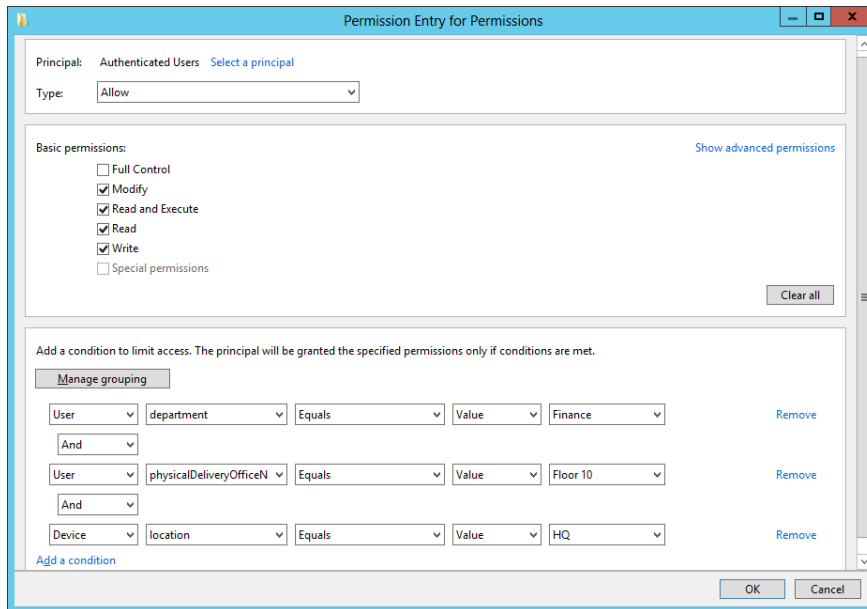 Permission Entry for Permissions
Principal: Authenticated Users Select a principal
Type: Allow
Basic permissions: Show advanced permissions
Full Control
Modify
Read and Execute
Read
Write
Special permissions
Clear all
Add a condition to limit access. The principal will be granted the specified permissions only if conditions are met.
Manage grouping
User department Equals Value Finance Remove
And
User physicalDeliveryOfficeN Equals Value Floor 10 Remove
And
Device location Equals Value HQ Remove
Add a condition
OK Cancel